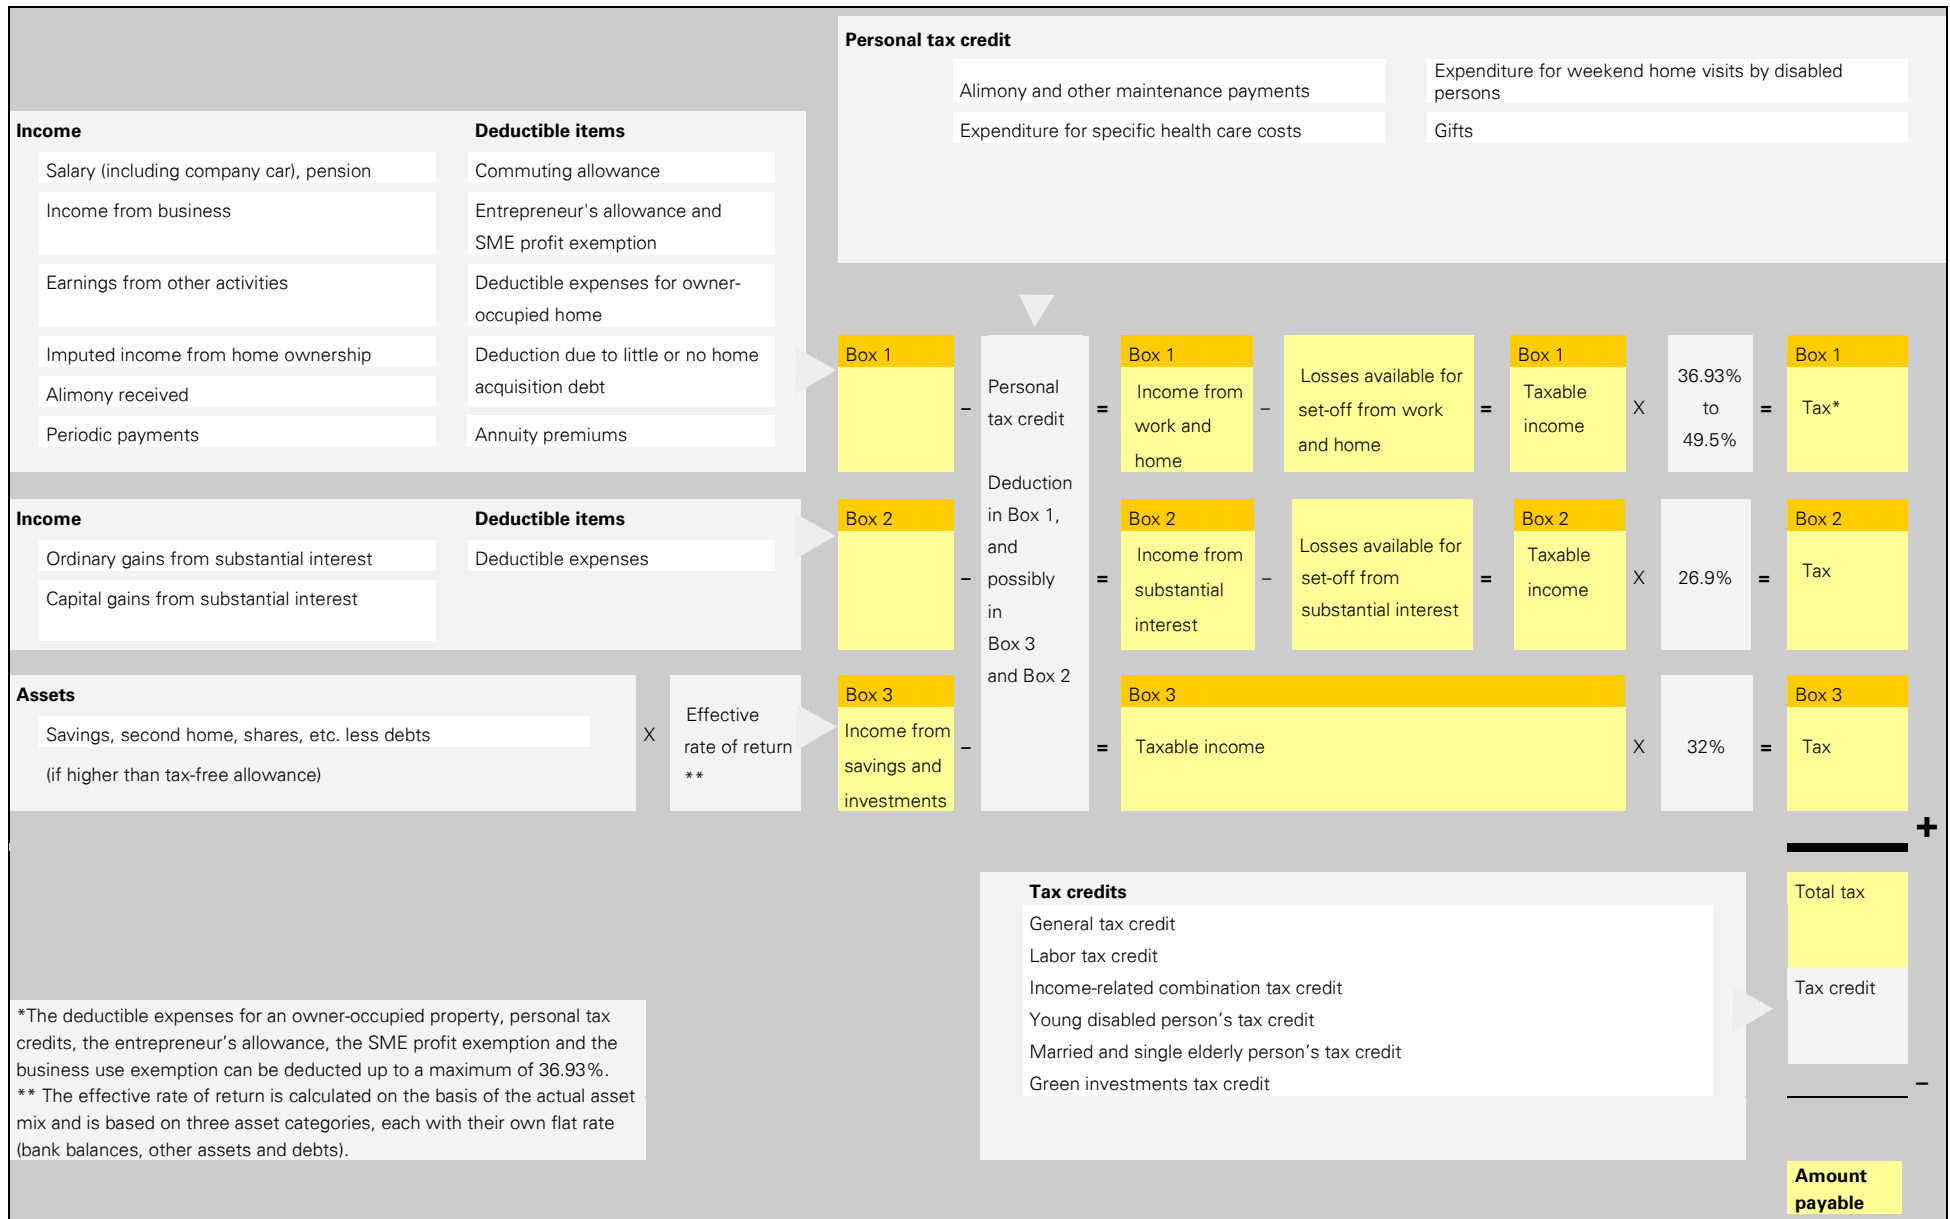 Personal tax credit
Alimony and other maintenance payments
Expenditure for weekend home visits by disabled
persons
Expenditure for specific health care costs
Gifts
Income
Deductible items
Salary (including company car), pension
Commuting allowance
Income from business
Entrepreneur's allowance and
SME profit exemption
Earnings from other activities
Deductible expenses for owner-
occupied home
Imputed income from home ownership
Deduction due to little or no home
acquisition debt
Alimony received
Periodic payments
Annuity premiums
Box 1
–
Personal
tax credit
Deduction
in Box 1,
and
possibly
in
Box 3
and Box 2
=
Box 1
Income from
work and
home
–
Losses available for
set-off from work
and home
=
Box 1
Taxable
income
X
36.93%
to
49.5%
=
Box 1
Tax*
Income
Deductible items
Ordinary gains from substantial interest
Deductible expenses
Capital gains from substantial interest
Box 2
–
=
Box 2
Income from
substantial
interest
–
Losses available for
set-off from
substantial interest
=
Box 2
Taxable
income
X
26.9%
=
Box 2
Tax
Assets
Savings, second home, shares, etc. less debts
(if higher than tax-free allowance)
X
Effective
rate of return
**
Box 3
Income from
savings and
investments
–
=
Box 3
Taxable income
X
32%
=
Box 3
Tax
+
Tax credits
General tax credit
Labor tax credit
Income-related combination tax credit
Young disabled person’s tax credit
Married and single elderly person’s tax credit
Green investments tax credit
Total tax
Tax credit
–
Amount
payable
*The deductible expenses for an owner-occupied property, personal tax
credits, the entrepreneur’s allowance, the SME profit exemption and the
business use exemption can be deducted up to a maximum of 36.93%.
** The effective rate of return is calculated on the basis of the actual asset
mix and is based on three asset categories, each with their own flat rate
(bank balances, other assets and debts).